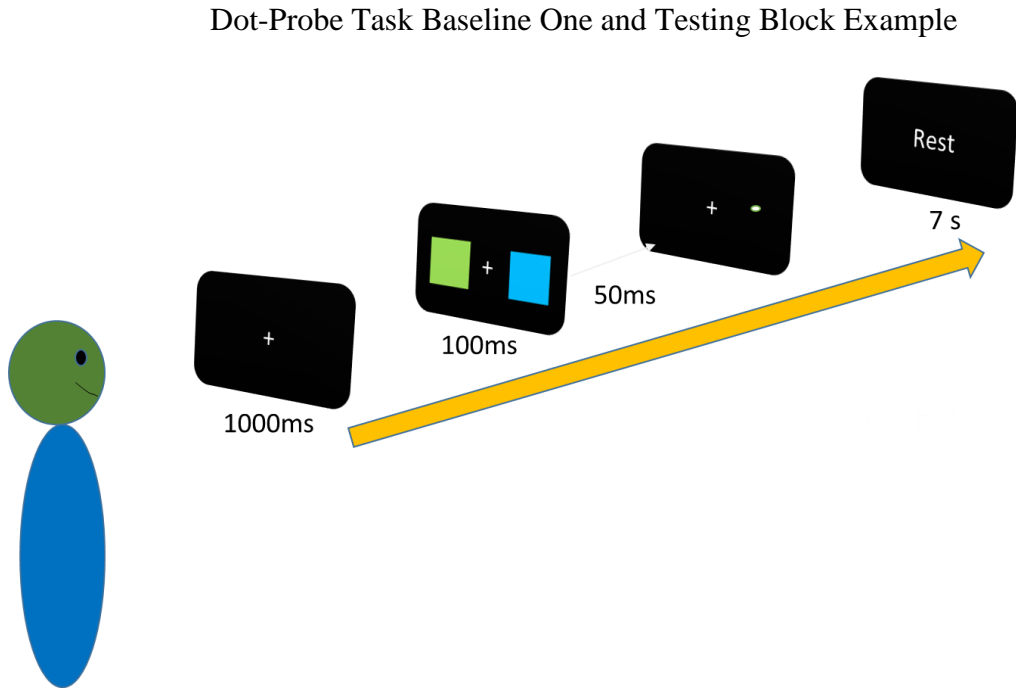 Dot-Probe Task Baseline One and Testing Block Example
+
1000ms
+
100ms
50ms
+
Rest
7 s